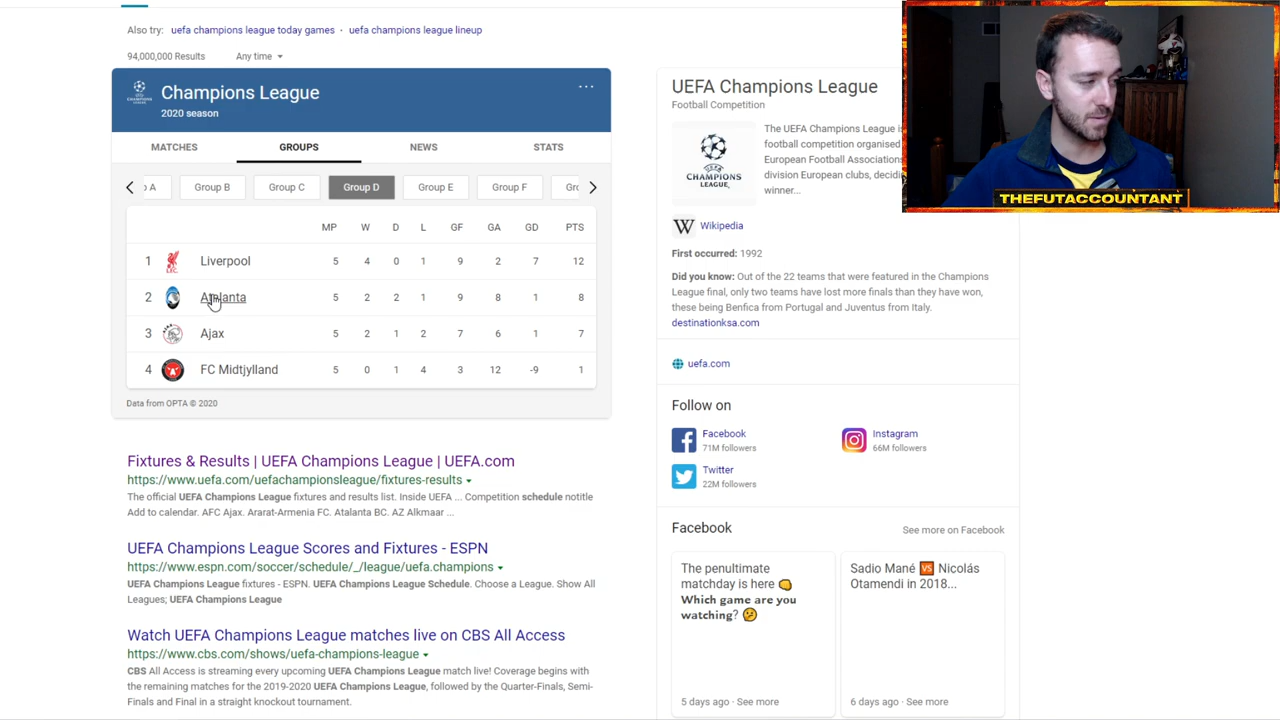 Also try: uefa champions league today games · uefa champions league lineup
94,000,000 Results Any time
Champions League
2020 season
MATCHES GROUPS NEWS STATS
Group B Group C Group D Group E Group F
MP W D L GF GA GD PTS
1 Liverpool 5 4 0 1 9 2 7 12
2 Atalanta 5 2 2 1 9 8 1 8
3 Ajax 5 2 1 2 7 6 1 7
4 FC Midtjylland 5 0 1 4 3 12 -9 1
Data from OPTA © 2020
Fixtures & Results | UEFA Champions League | UEFA.com
https://www.uefa.com/uefachampionsleague/fixtures-results
The official UEFA Champions League fixtures and results list. Inside UEFA ... Competition schedule notitle
Add to calendar. AFC Ajax. Ararat-Armenia FC. Atalanta BC. AZ Alkmaar ...
UEFA Champions League Scores and Fixtures - ESPN
https://www.espn.com/soccer/schedule/_/league/uefa.champions
UEFA Champions League fixtures - ESPN. UEFA Champions League Schedule. Choose a League. Show All
Leagues; UEFA Champions League
Watch UEFA Champions League matches live on CBS All Access
https://www.cbs.com/shows/uefa-champions-league
CBS All Access is streaming every upcoming UEFA Champions League match live! Coverage begins with
the remaining matches for the 2019-2020 UEFA Champions League, followed by the Quarter-Finals, Semi-
Finals and Final in a straight knockout tournament.
UEFA Champions League
Football Competition
CHAMPIONS
LEAGUE
The UEFA Champions League
football competition organised
European Football Associations
division European clubs, decidin
winner...
Wikipedia
First occurred: 1992
Did you know: Out of the 22 teams that were featured in the Champions
League final, only two teams have lost more finals than they have won,
these being Benfica from Portugal and Juventus from Italy.
destinationksa.com
uefa.com
Follow on
Facebook
71M followers
Instagram
66M followers
Twitter
22M followers
Facebook See more on Facebook
The penultimate
matchday is here 👊
Which game are you
watching? 🤔
5 days ago · See more
Sadio Mané 🆚 Nicolás
Otamendi in 2018...
6 days ago · See more
THEFUTACCOUNTANT